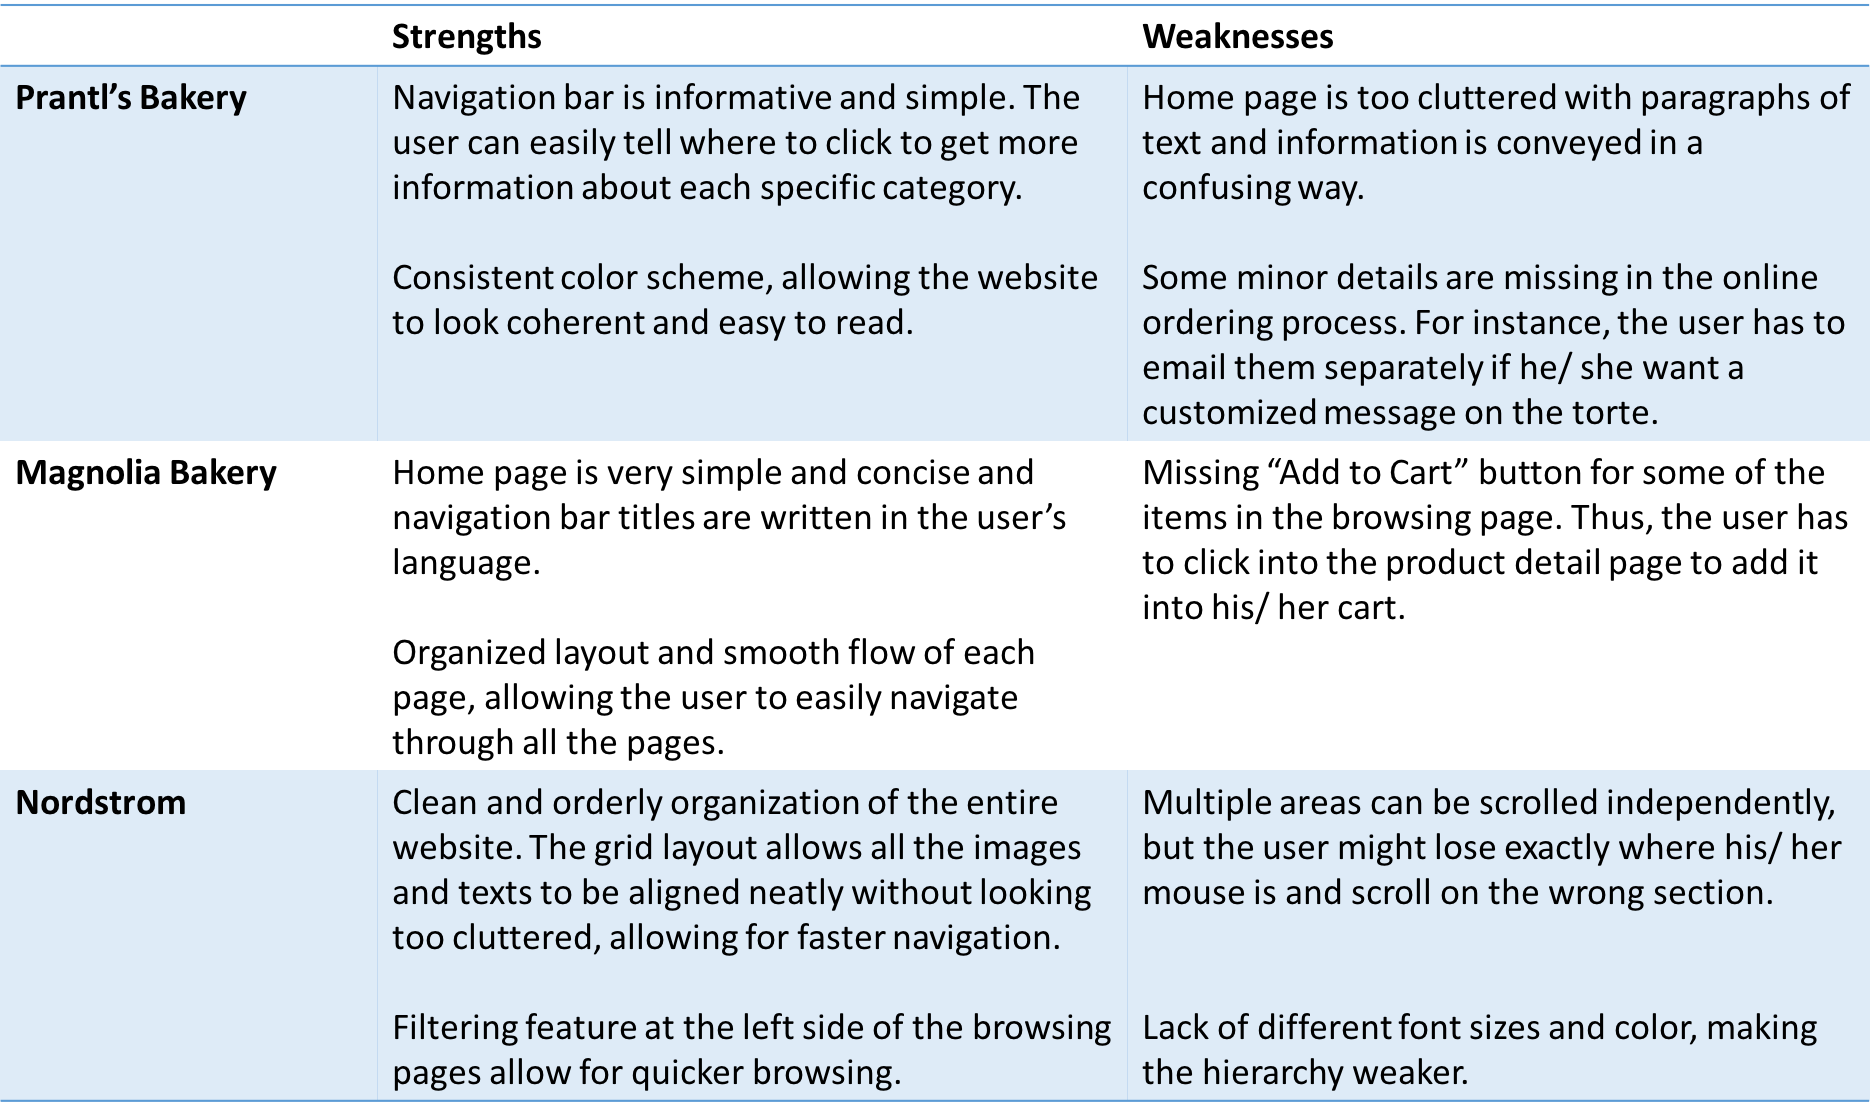 Strengths
Weaknesses
Prantl’s Bakery
Navigation bar is informative and simple. The
user can easily tell where to click to get more
information about each specific category.
Consistent color scheme, allowing the website
to look coherent and easy to read.
Home page is too cluttered with paragraphs of
text and information is conveyed in a
confusing way.
Some minor details are missing in the online
ordering process. For instance, the user has to
email them separately if he/ she want a
customized message on the torte.
Magnolia Bakery
Home page is very simple and concise and
navigation bar titles are written in the user’s
language.
Organized layout and smooth flow of each
page, allowing the user to easily navigate
through all the pages.
Missing “Add to Cart” button for some of the
items in the browsing page. Thus, the user has
to click into the product detail page to add it
into his/ her cart.
Nordstrom
Clean and orderly organization of the entire
website. The grid layout allows all the images
and texts to be aligned neatly without looking
too cluttered, allowing for faster navigation.
Filtering feature at the left side of the browsing
pages allow for quicker browsing.
Multiple areas can be scrolled independently,
but the user might lose exactly where his/ her
mouse is and scroll on the wrong section.
Lack of different font sizes and color, making
the hierarchy weaker.